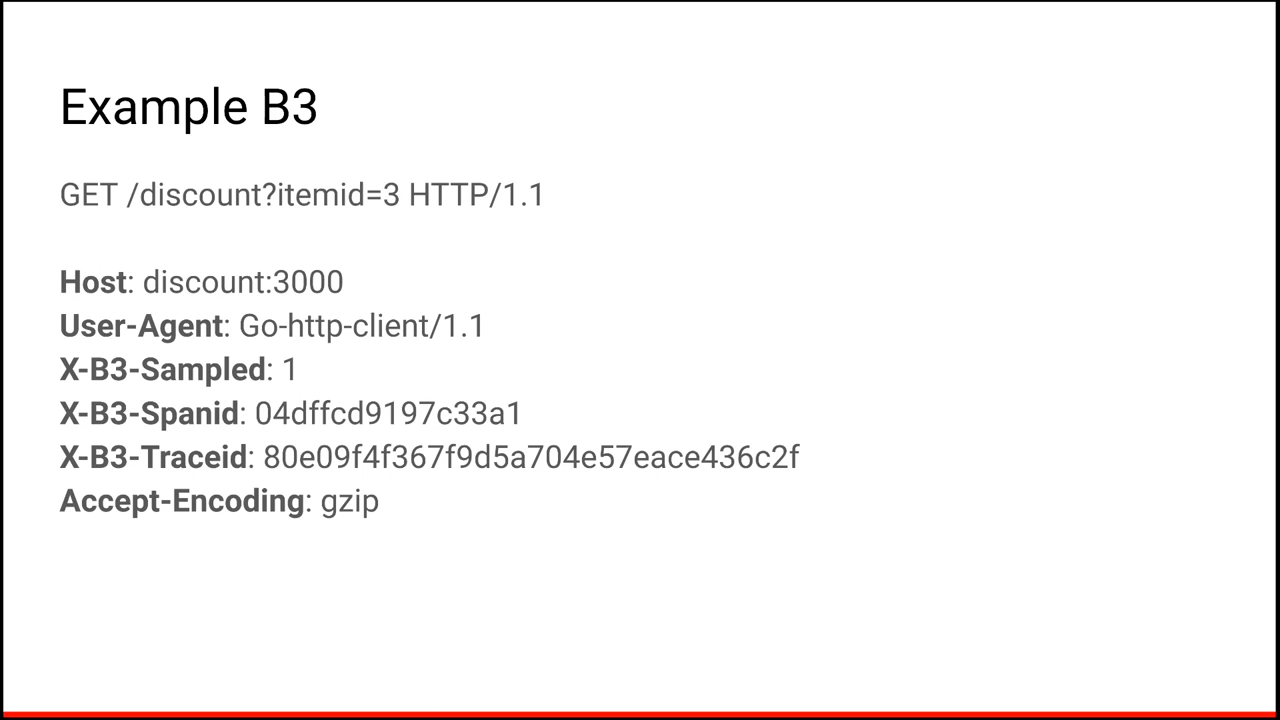 Example B3
GET /discount?itemid=3 HTTP/1.1
Host: discount:3000
User-Agent: Go-http-client/1.1
X-B3-Sampled: 1
X-B3-Spanid: 04dffcd9197c33a1
X-B3-Traceid: 80e09f4f367f9d5a704e57eace436c2f
Accept-Encoding: gzip